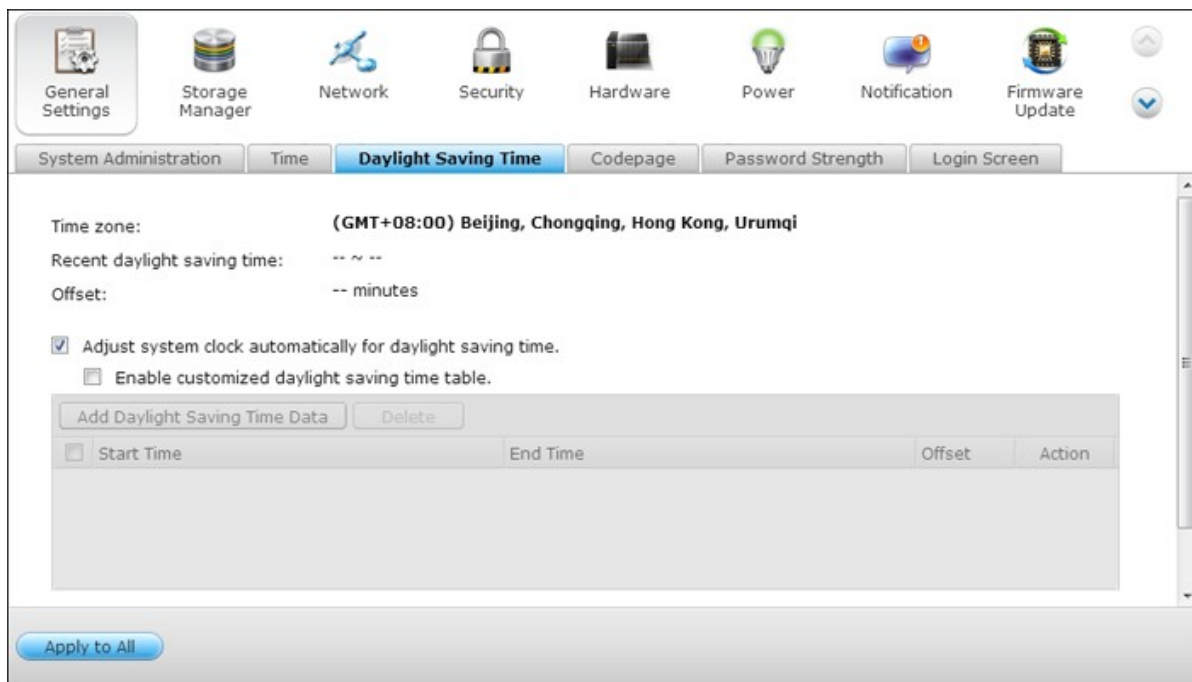 General Settings
Storage Manager
Network
Security
Hardware
Power
Notification
1
Firmware Update
System Administration
Time
Daylight Saving Time
Codepage
Password Strength
Login Screen
Time zone: (GMT+08:00) Beijing, Chongqing, Hong Kong, Urumqi
Recent daylight saving time: -- ~ --
Offset: -- minutes
Adjust system clock automatically for daylight saving time.
Enable customized daylight saving time table.
Add Daylight Saving Time Data Delete
Start Time End Time Offset Action
Apply to All